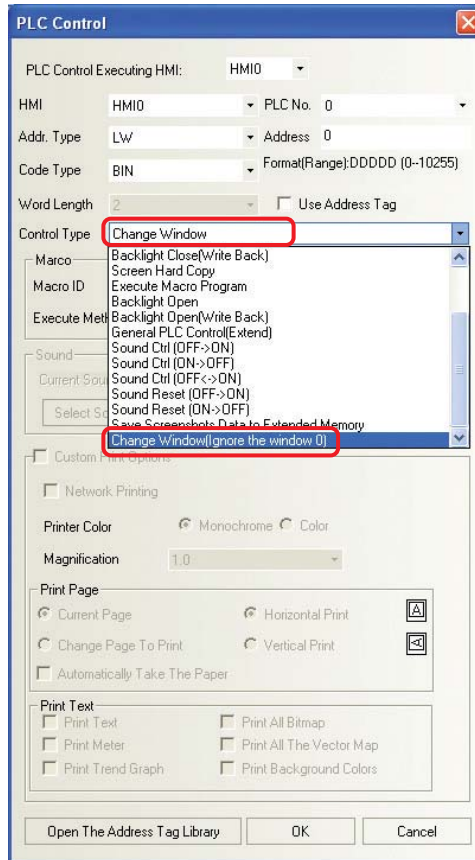 PLC Control
PLC Control Executing HMI: HMI0
HMI HMI0 PLC No. 0
Addr. Type LW Address 0
Code Type BIN Format(Range):DDDDD (0--10255)
Word Length 2 Use Address Tag
Control Type Change Window
Marco
Backlight Close(Write Back)
Screen Hard Copy
Macro ID
Execute Macro Program
Backlight Open
Backlight Open(Write Back)
Execute Met
General PLC Control(Extend)
Sound Ctrl (OFF->ON)
Sound
Sound Ctrl (ON->OFF)
Current Sou
Sound Ctrl (OFF<->ON)
Sound Reset (OFF->ON)
Select So
Sound Reset (ON->OFF)
Save Screenshots Data to Extended Memory
Change Window(Ignore the window 0)
Custom Print Options
Network Printing
Printer Color Monochrome Color
Magnification 1.0
Print Page
Current Page Horizontal Print A
Change Page To Print Vertical Print A
Automatically Take The Paper
Print Text
Print Text Print All Bitmap
Print Meter Print All The Vector Map
Print Trend Graph Print Background Colors
Open The Address Tag Library OK Cancel